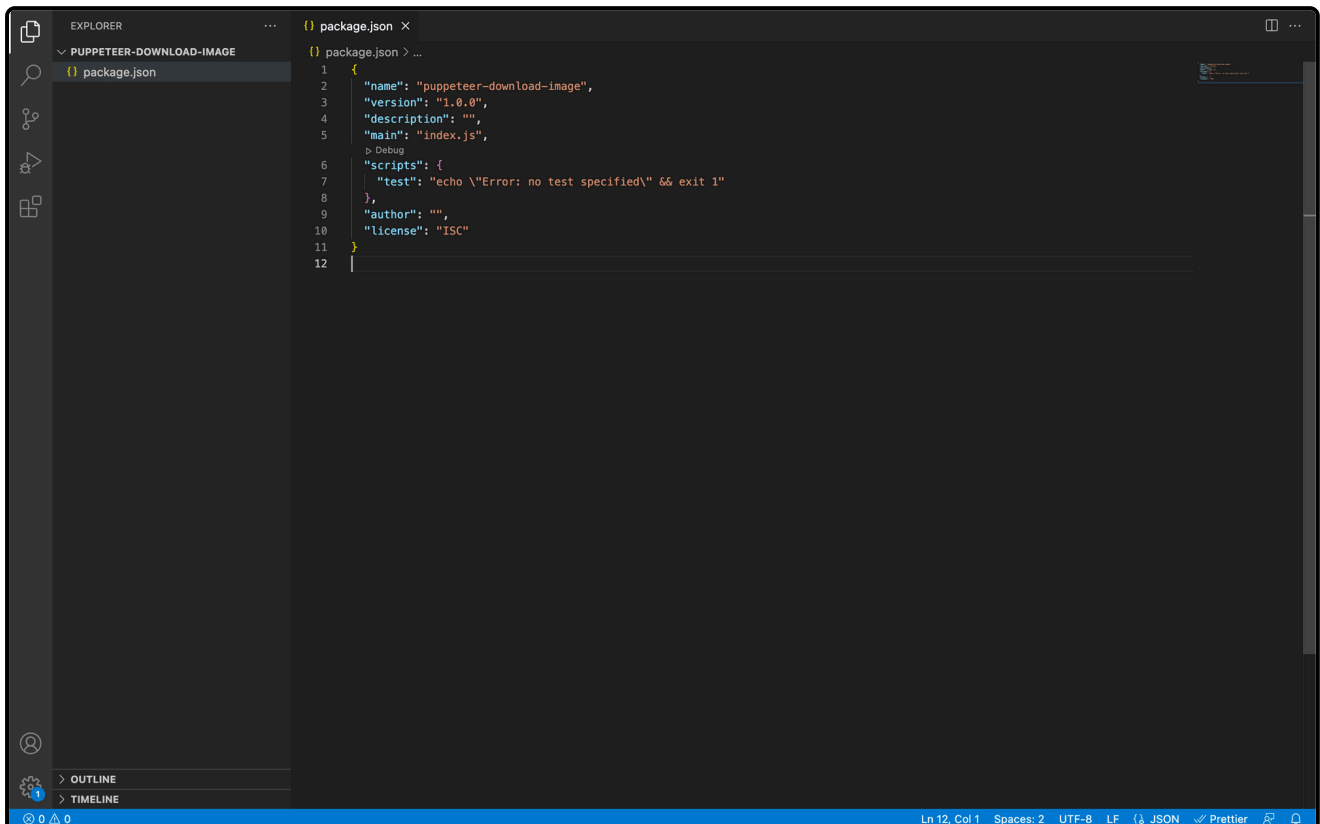 EXPLORER ...
PUPPETEER-DOWNLOAD-IMAGE
{} package.json
{} package.json ×
{} package.json > ...
1 {
2 "name": "puppeteer-download-image",
3 "version": "1.0.0",
4 "description": "",
5 "main": "index.js",
Debug
6 "scripts": {
7 "test": "echo \"Error: no test specified\" && exit 1"
8 },
9 "author": "",
10 "license": "ISC"
11 }
12
OUTLINE
1
TIMELINE
0 0
Ln 12, Col 1 Spaces: 2 UTF-8 LF {} JSON Prettier